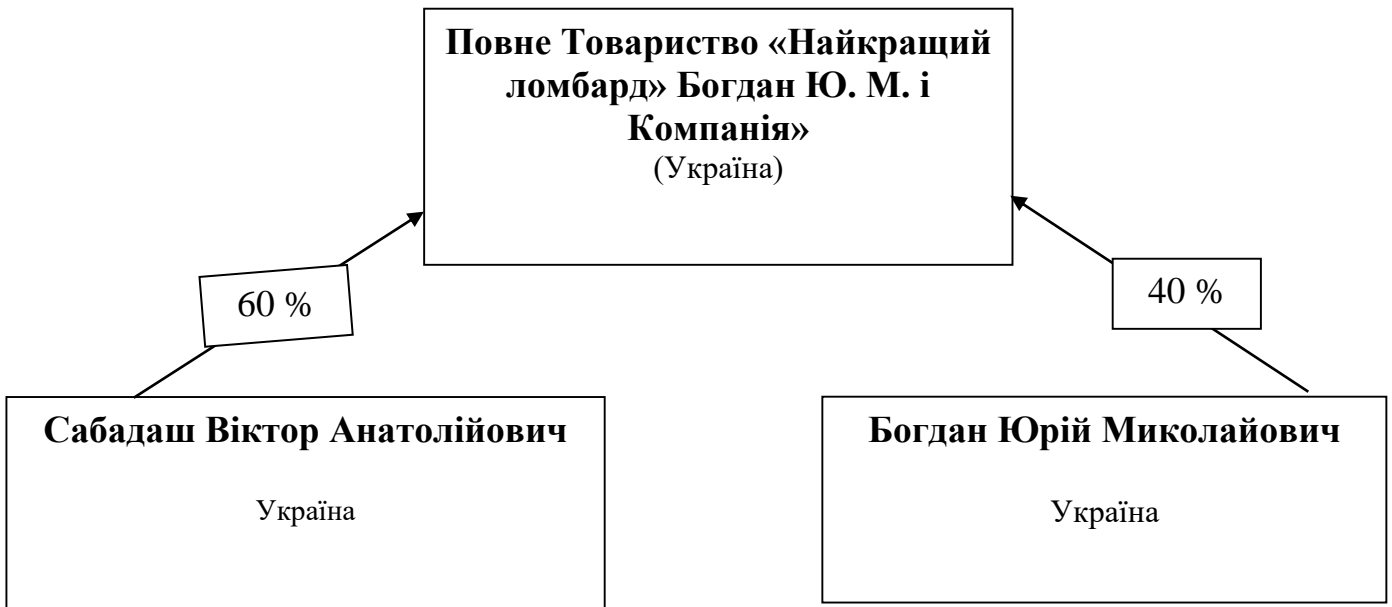 Повне Товариство «Найкращий
ломбард» Богдан Ю. М. і
Компанія»
(Україна)
60 %
40 %
Сабадаш Віктор Анатолійович
Україна
Богдан Юрій Миколайович
Україна